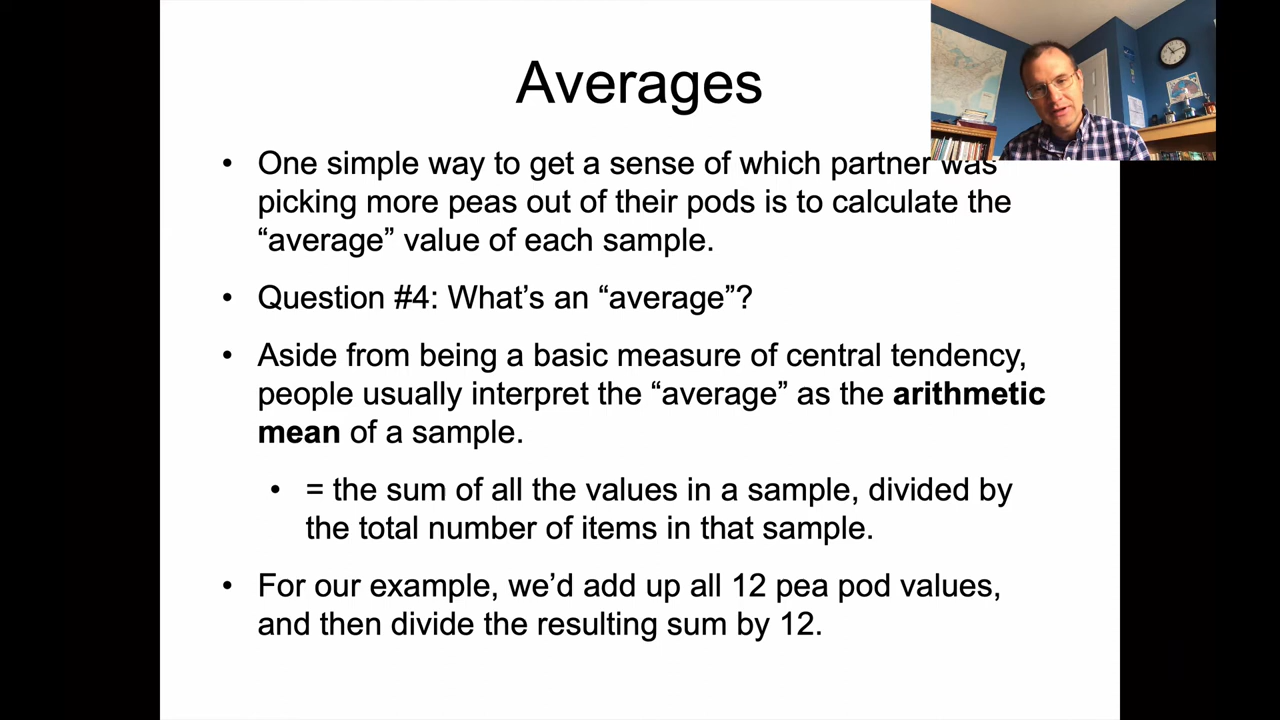 Averages
• One simple way to get a sense of which partner was
picking more peas out of their pods is to calculate the
“average” value of each sample.
• Question #4: What’s an “average”?
• Aside from being a basic measure of central tendency,
people usually interpret the “average” as the arithmetic
mean of a sample.
• = the sum of all the values in a sample, divided by
the total number of items in that sample.
• For our example, we’d add up all 12 pea pod values,
and then divide the resulting sum by 12.